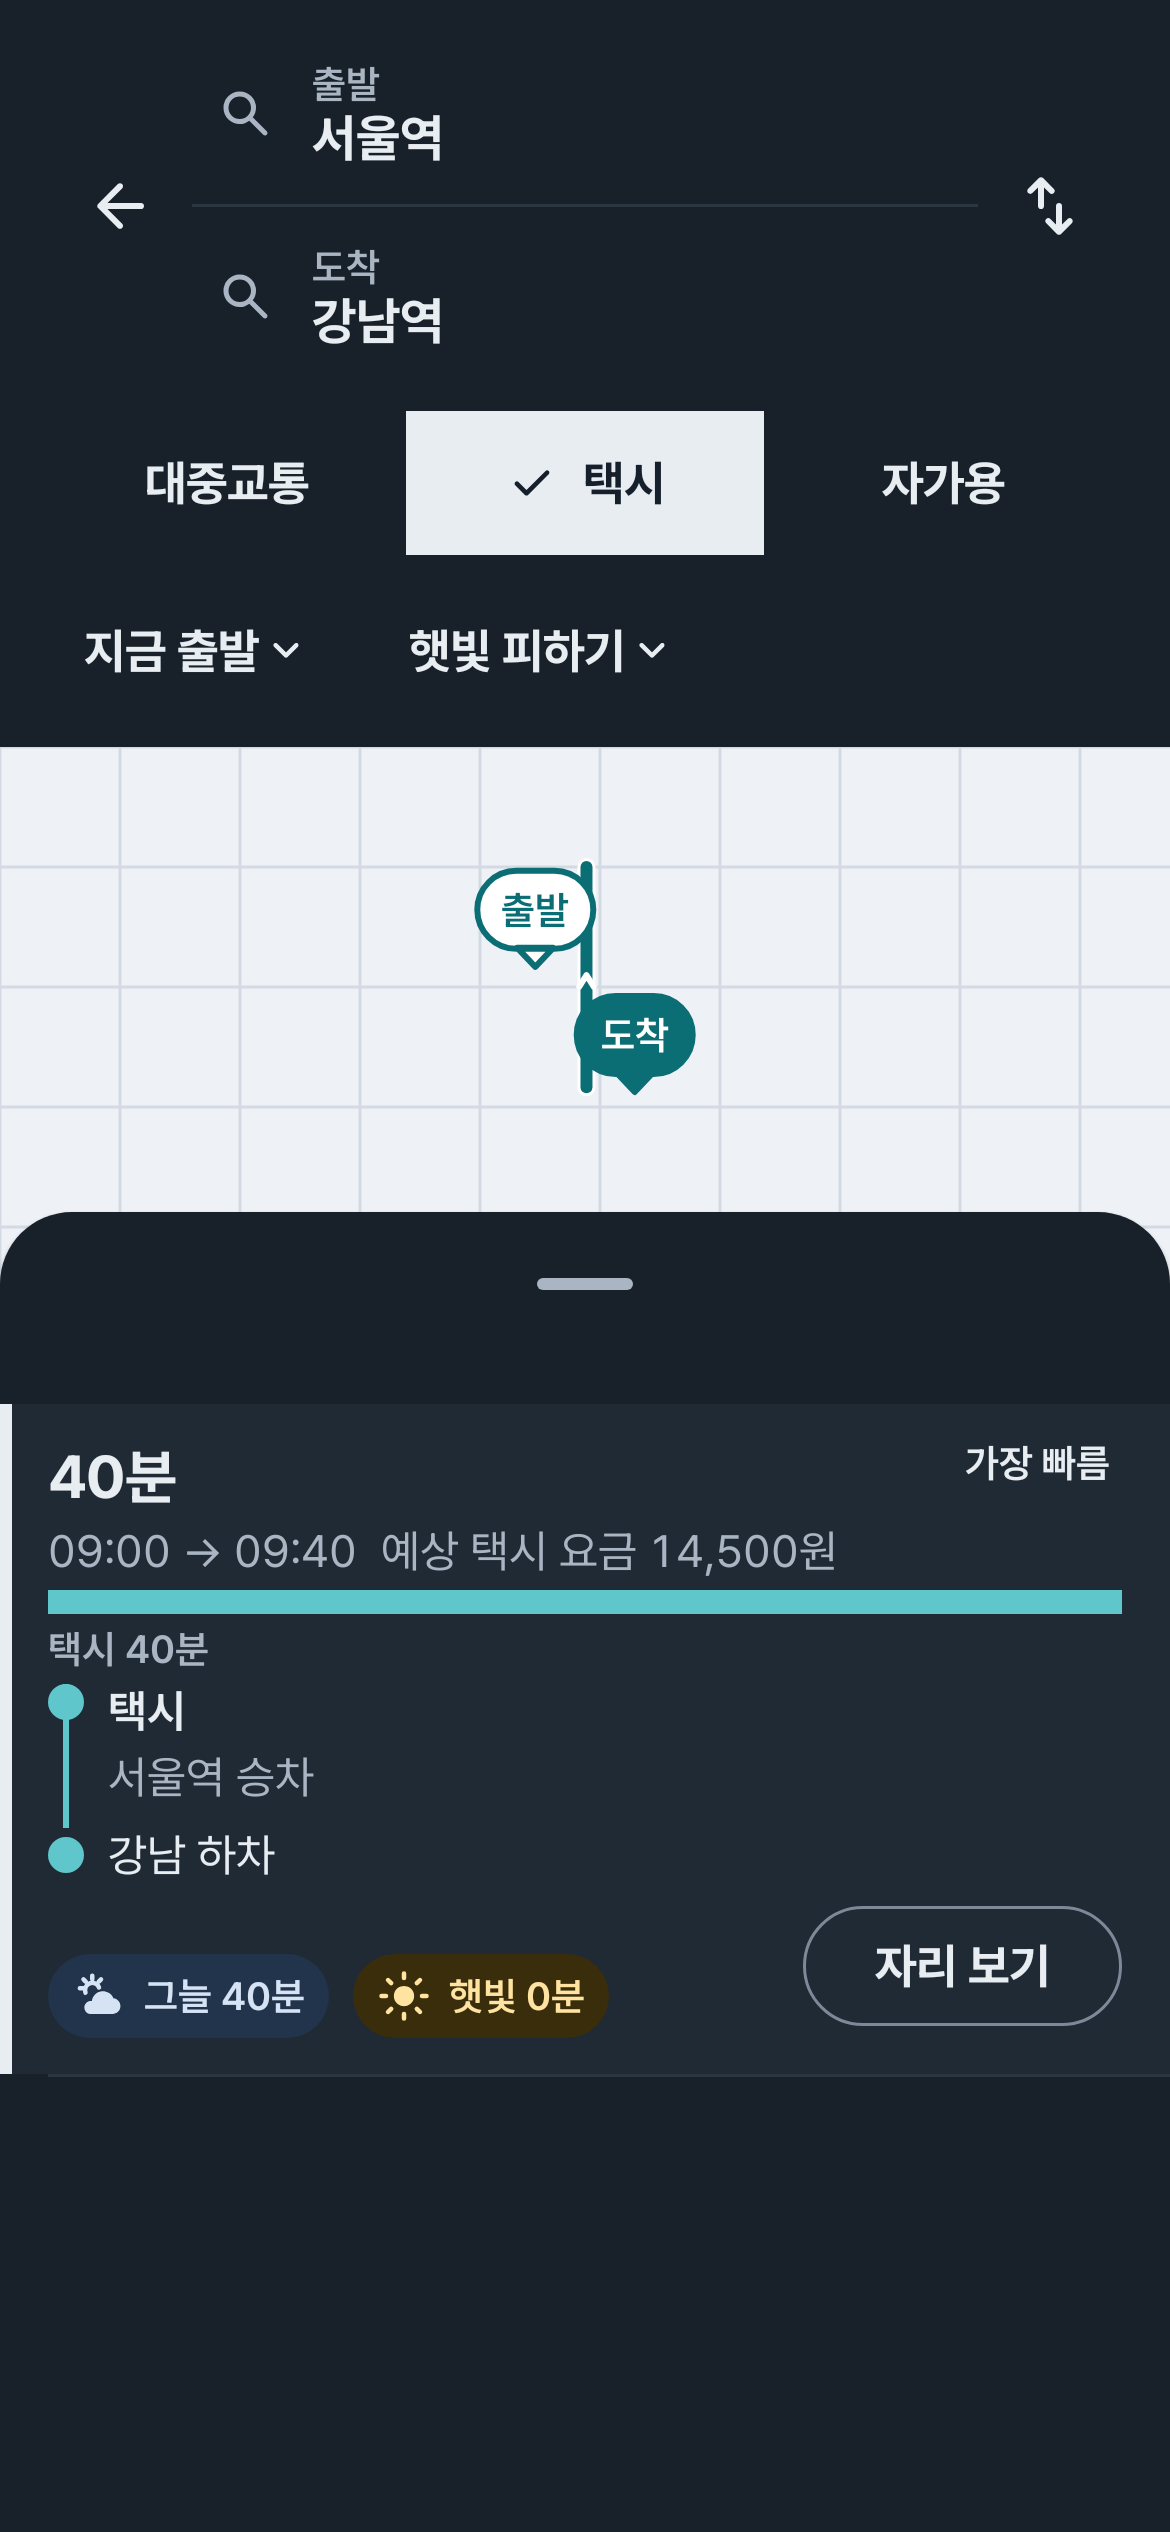 출발
서울역
도착
강남역
대중교통
택시
자가용
지금 출발
햇빛 피하기
출발
도착
40분
가장 빠름
09:00 → 09:40 예상 택시 요금 14,500원
택시 40분
택시
서울역 승차
강남 하차
그늘 40분
햇빛 0분
자리 보기